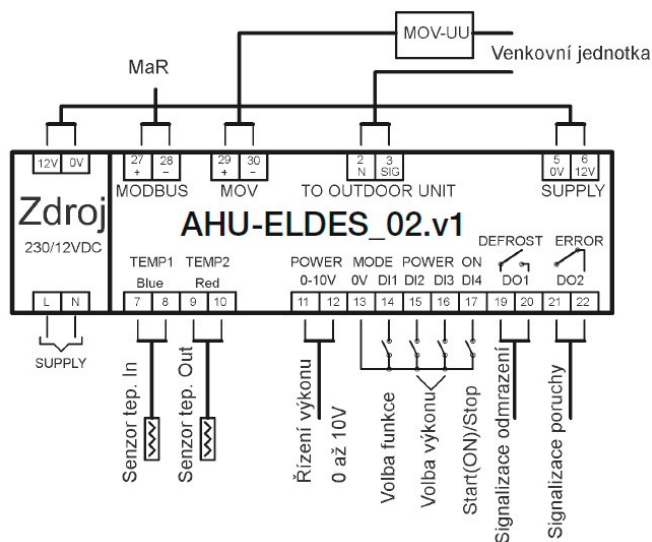 MOV-UU
Venkovní jednotka
MaR
12V 0V
27 28
+ −
MODBUS
29 30
+ −
MOV
2 3
N SIG
TO OUTDOOR UNIT
5 6
0V 12V
SUPPLY
Zdroj
230/12VDC
AHU-ELDES_02.v1
TEMP1 TEMP2
Blue Red
POWER
0-10V
MODE POWER ON
0V DI1 DI2 DI3 DI4
DEFROST ERROR
DO1 DO2
L N
7 8 9 10
11 12 13 14 15 16 17 19 20 21 22
SUPPLY
Senzor tep. In
Senzor tep. Out
Řízení výkonu
0 až 10V
Volba funkce
Volba výkonu
Start(ON)/Stop
Signalizace odmrazení
Signalizace poruchy